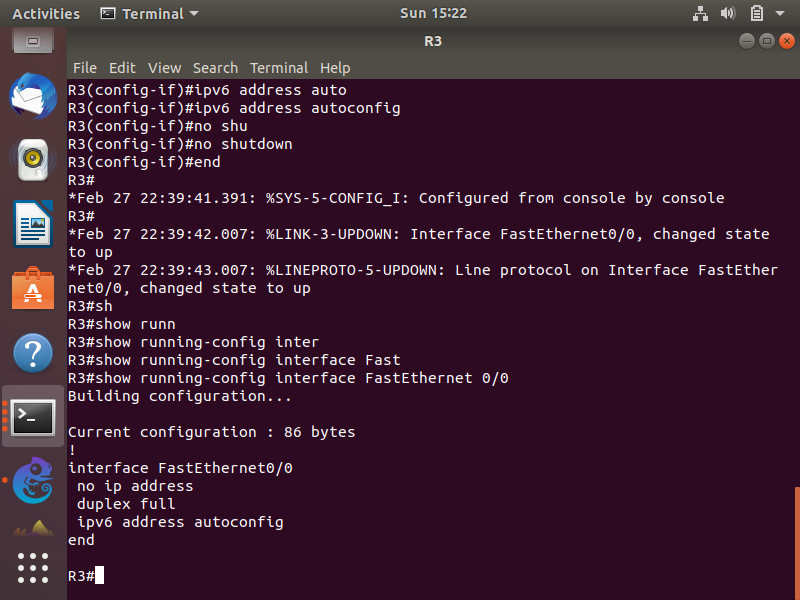 Activities Terminal Sun 15:22
R3
File Edit View Search Terminal Help
R3(config-if)#ipv6 address auto
R3(config-if)#ipv6 address autoconfig
R3(config-if)#no shu
R3(config-if)#no shutdown
R3(config-if)#end
R3#
*Feb 27 22:39:41.391: %SYS-5-CONFIG_I: Configured from console by console
R3#
*Feb 27 22:39:42.007: %LINK-3-UPDOWN: Interface FastEthernet0/0, changed state
to up
*Feb 27 22:39:43.007: %LINEPROTO-5-UPDOWN: Line protocol on Interface FastEther
net0/0, changed state to up
R3#sh
R3#show runn
R3#show running-config inter
R3#show running-config interface Fast
R3#show running-config interface FastEthernet 0/0
Building configuration...
Current configuration : 86 bytes
!
interface FastEthernet0/0
no ip address
duplex full
ipv6 address autoconfig
end
R3#